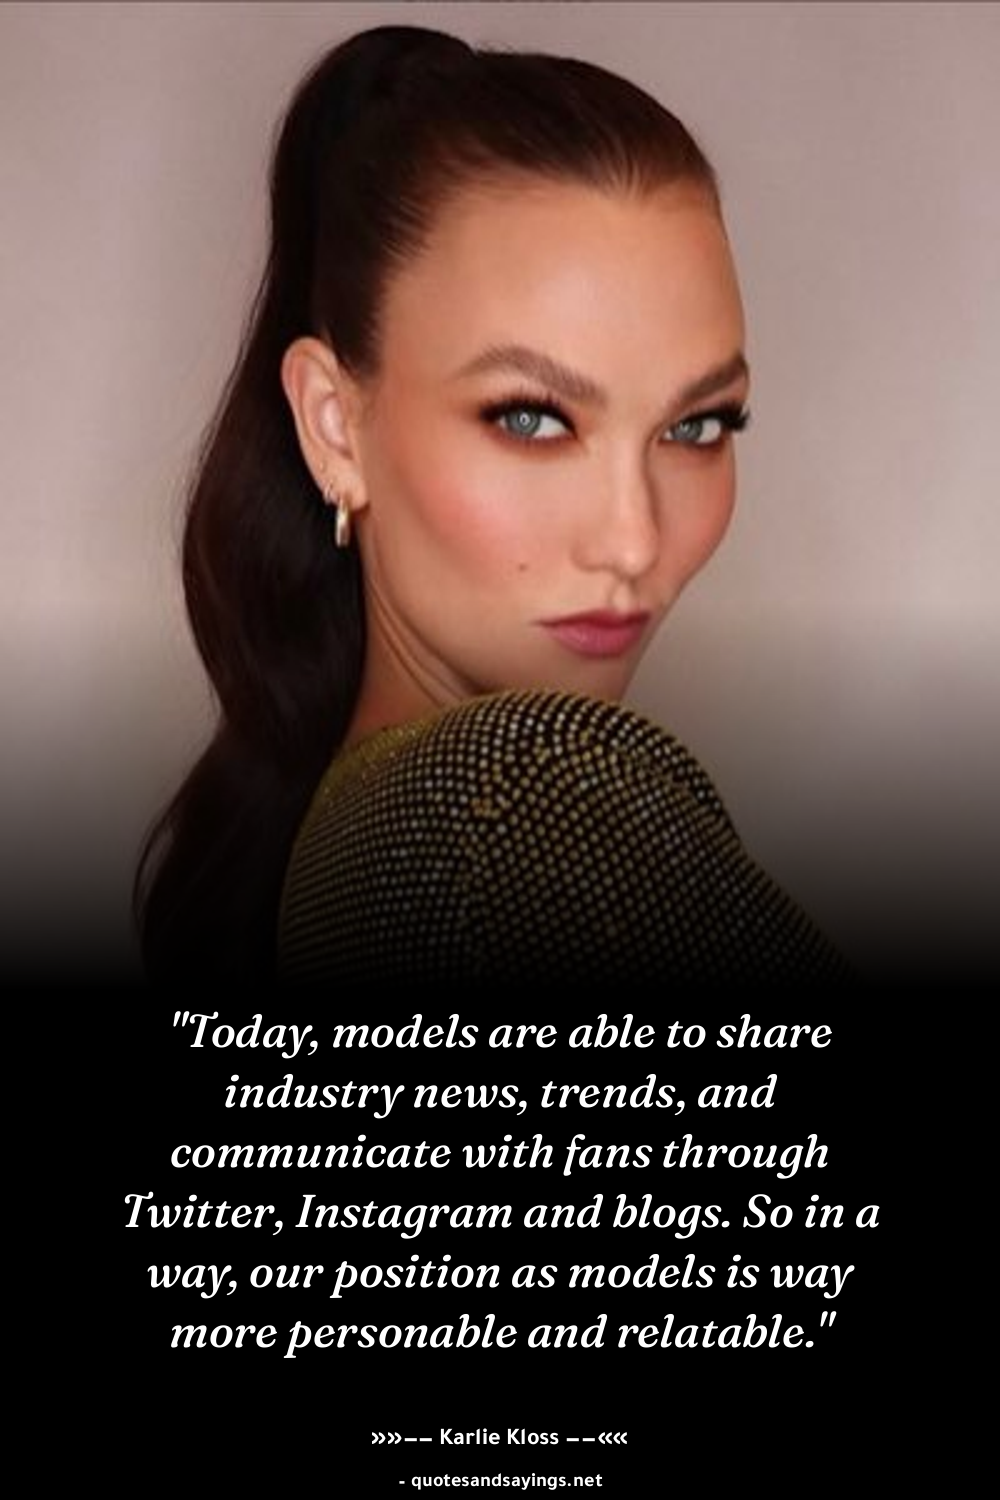 "Today, models are able to share
industry news, trends, and
communicate with fans through
Twitter, Instagram and blogs. So in a
way, our position as models is way
more personable and relatable."
»»−− Karlie Kloss −−««
- quotesandsayings.net